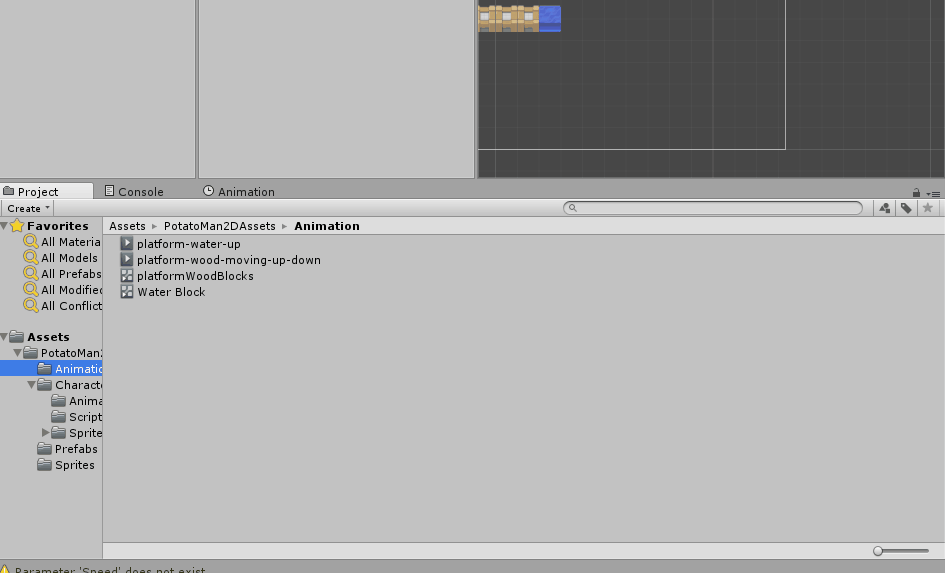 Project Console Animation
Create
Favorites Assets ▸ PotatoMan2DAssets ▸ Animation
All Materia platform-water-up
All Models platform-wood-moving-up-down
All Prefabs platformWoodBlocks
All Modified Water Block
All Conflict
Assets
PotatoMan2
Animatio
Characte
Anima
Script
Sprite
Prefabs
Sprites
Parameter 'Speed' does not exist